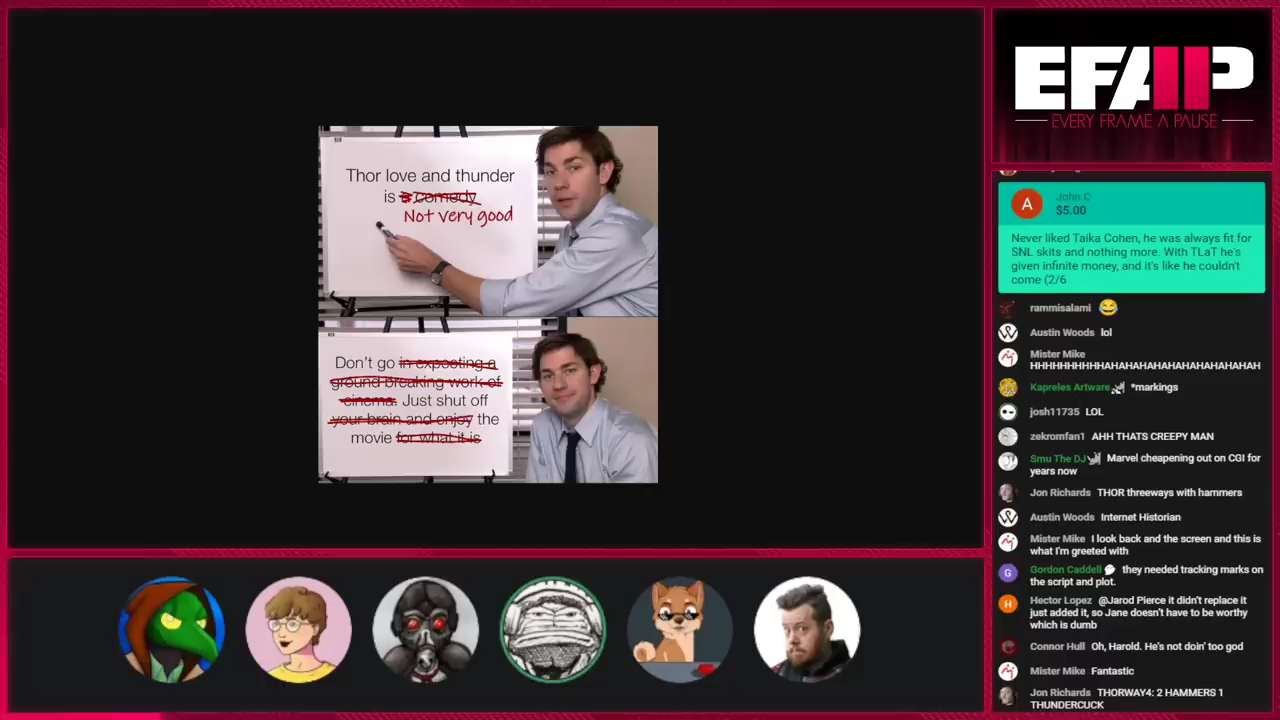 Thor love and thunder
is a comedy
Not very good
Don't go in expecting a
ground breaking work of
cinema. Just shut off
your brain and enjoy the
movie for what it is
EFAP
EVERY FRAME A PAUSE
A
John C
$5.00
Never liked Taika Cohen, he was always fit for
SNL skits and nothing more. With TLaT he's
given infinite money, and it's like he couldn't
come (2/6
rammisalami 😂
Austin Woods lol
Mister Mike
HHHHHHHHHHAHAHAHAHAHAHAHAHAHAH
Kapreles Artware *markings
josh11735 LOL
zekromfan1 AHH THATS CREEPY MAN
Smu The DJ Marvel cheapening out on CGI for
years now
Jon Richards THOR threeways with hammers
Austin Woods Internet Historian
Mister Mike I look back and the screen and this is
what I'm greeted with
G
Gordon Caddell they needed tracking marks on
the script and plot.
H
Hector Lopez @Jarod Pierce it didn't replace it
just added it, so Jane doesn't have to be worthy
which is dumb
Connor Hull Oh, Harold. He's not doin' too god
Mister Mike Fantastic
Jon Richards THORWAY4: 2 HAMMERS 1
THUNDERCUCK